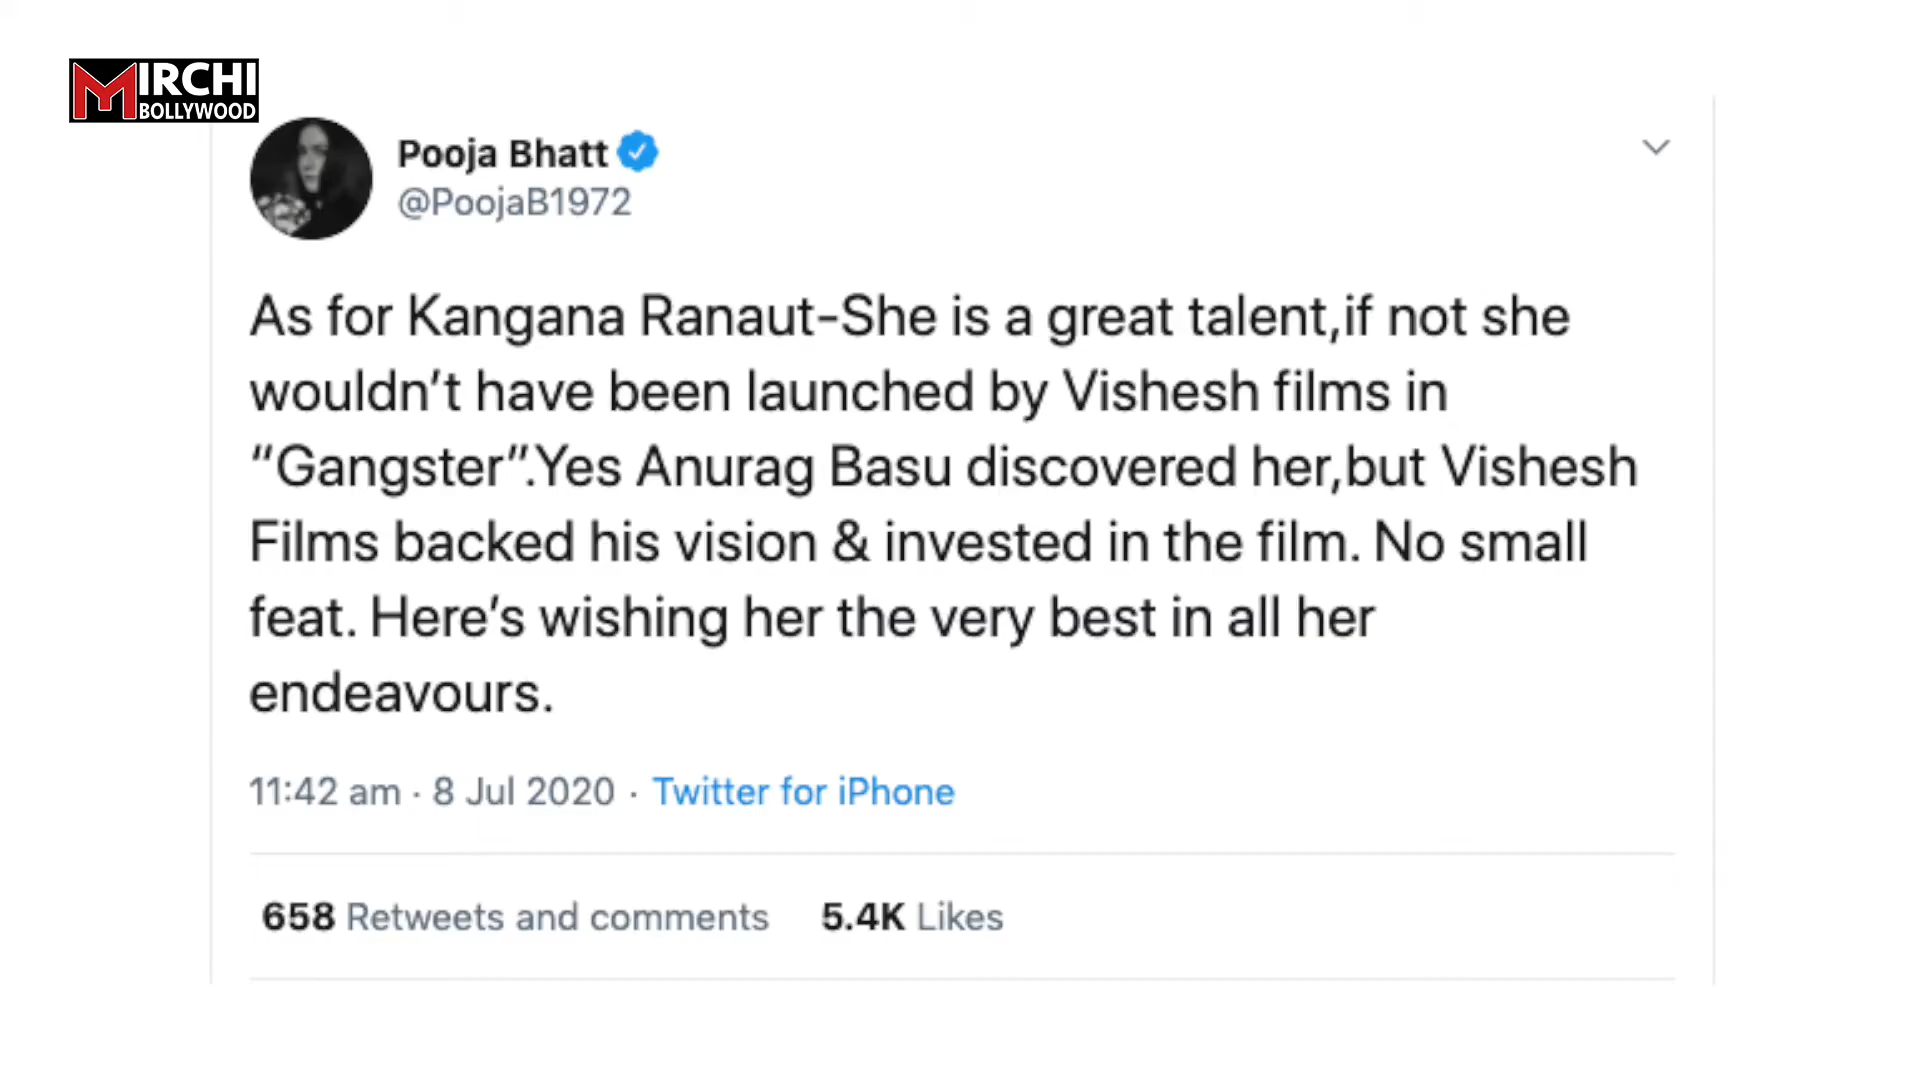 MIRCHI
BOLLYWOOD
Pooja Bhatt
@PoojaB1972
As for Kangana Ranaut-She is a great talent,if not she
wouldn’t have been launched by Vishesh films in
“Gangster”.Yes Anurag Basu discovered her,but Vishesh
Films backed his vision & invested in the film. No small
feat. Here’s wishing her the very best in all her
endeavours.
11:42 am · 8 Jul 2020 · Twitter for iPhone
658 Retweets and comments 5.4K Likes